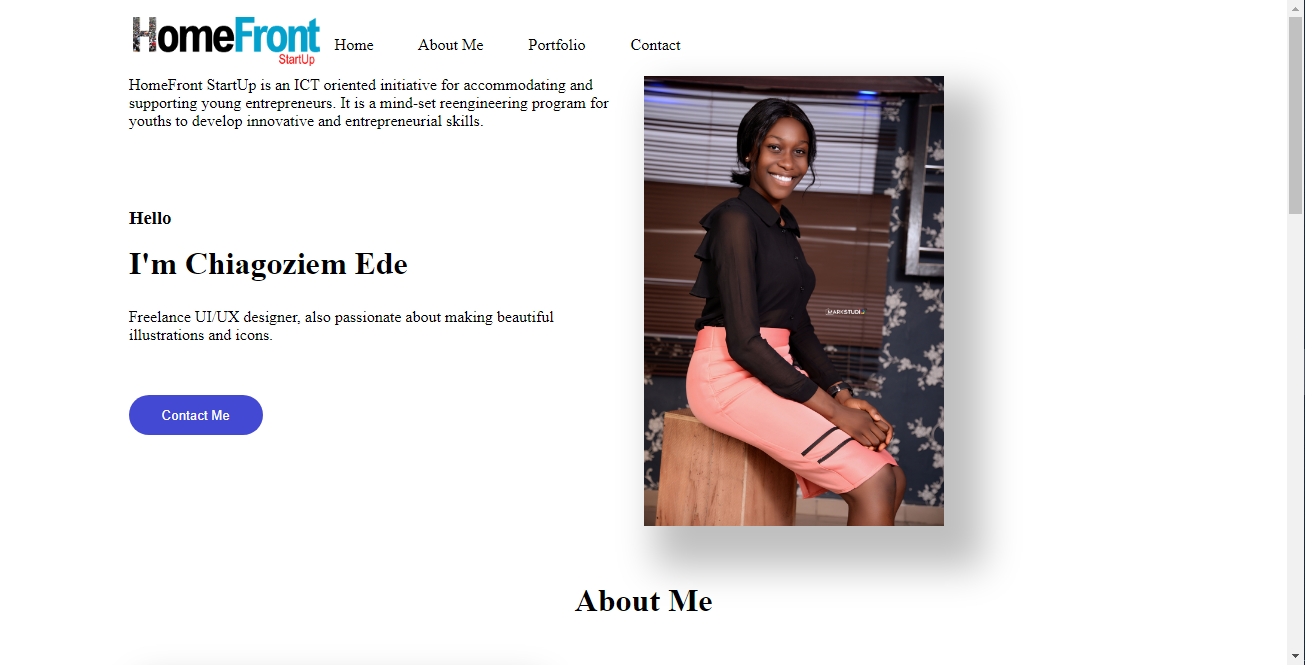 HomeFront
StartUp
Home About Me Portfolio Contact
HomeFront StartUp is an ICT oriented initiative for accommodating and
supporting young entrepreneurs. It is a mind-set reengineering program for
youths to develop innovative and entrepreneurial skills.
Hello
I'm Chiagoziem Ede
Freelance UI/UX designer, also passionate about making beautiful
illustrations and icons.
Contact Me
About Me